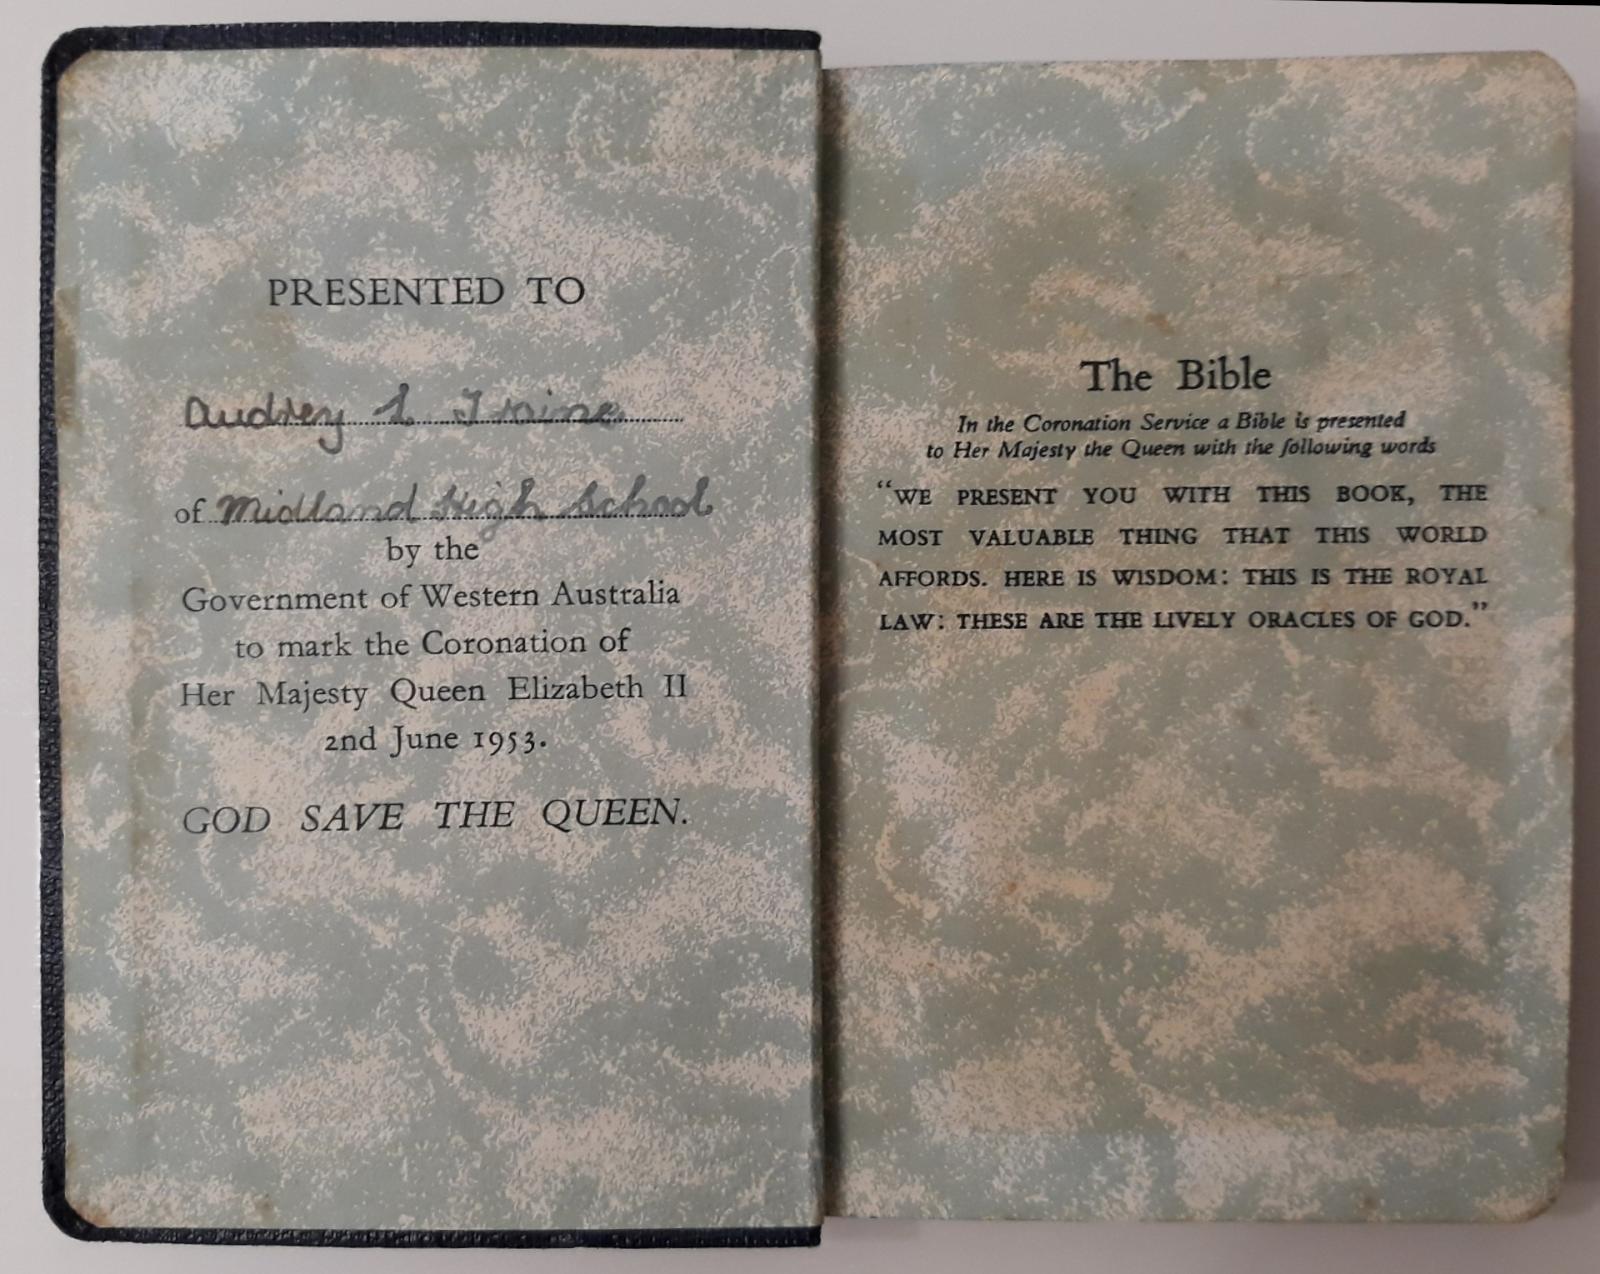 PRESENTED TO
Audrey L. Irvine
of Midland High School
by the
Government of Western Australia
to mark the Coronation of
Her Majesty Queen Elizabeth II
2nd June 1953.
GOD SAVE THE QUEEN.
The Bible
In the Coronation Service a Bible is presented
to Her Majesty the Queen with the following words
“WE PRESENT YOU WITH THIS BOOK, THE
MOST VALUABLE THING THAT THIS WORLD
AFFORDS. HERE IS WISDOM: THIS IS THE ROYAL
LAW: THESE ARE THE LIVELY ORACLES OF GOD.”